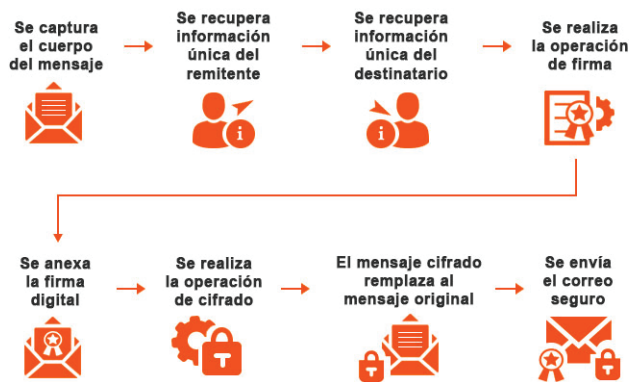 Se captura
el cuerpo
del mensaje
Se recupera
información
única del
remitente
Se recupera
información
única del
destinatario
Se realiza
la operación
de firma
Se anexa
la firma
digital
Se realiza
la operación
de cifrado
El mensaje cifrado
remplaza al
mensaje original
Se envía
el correo
seguro